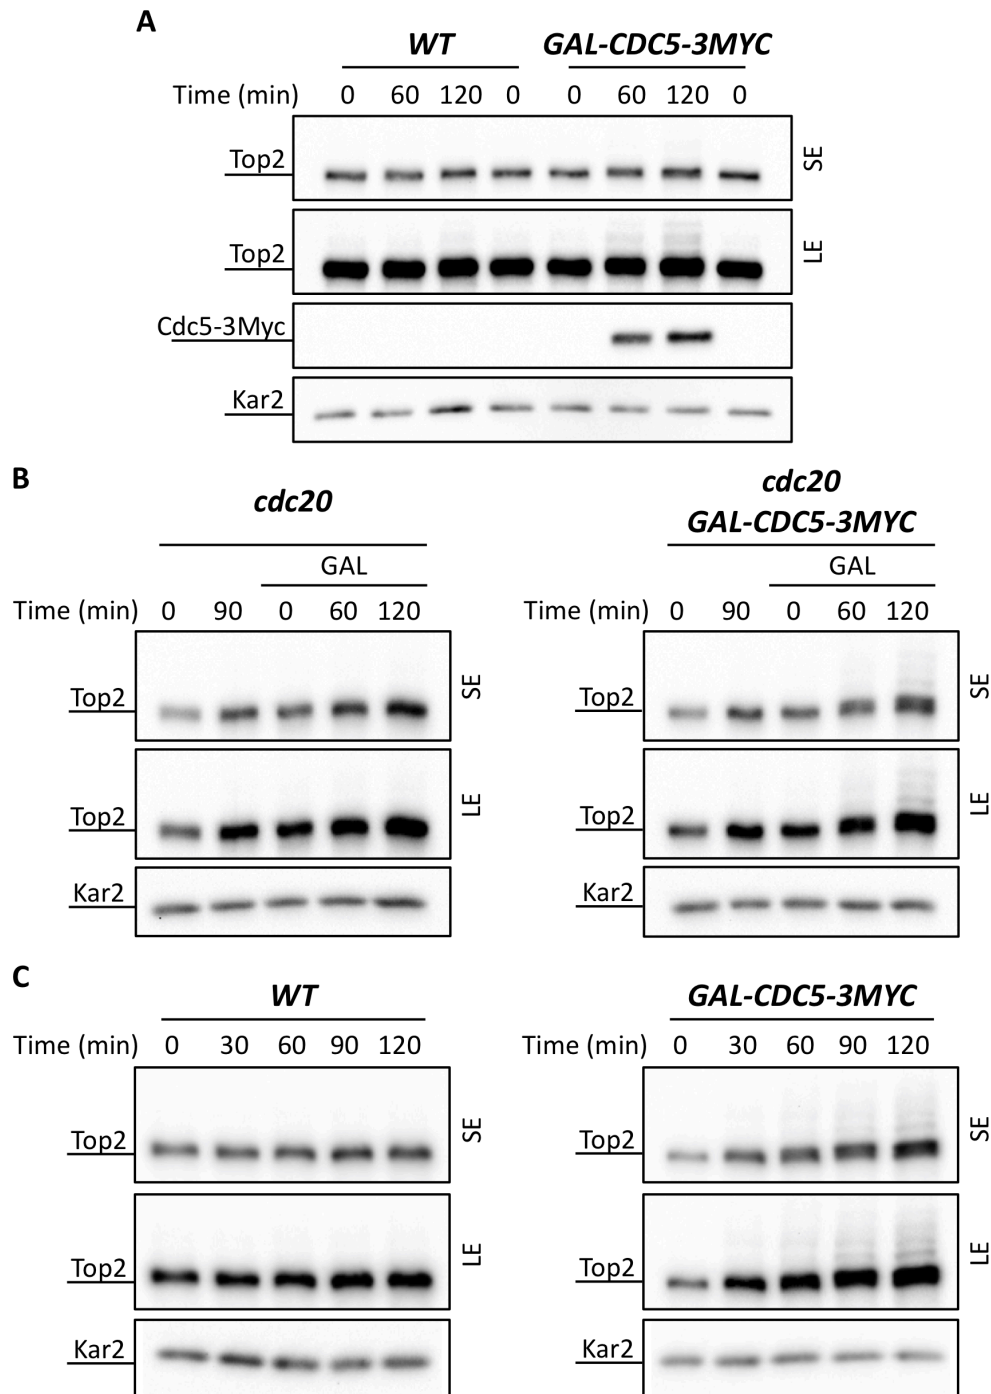 A
WT GAL-CDC5-3MYC
Time (min) 0 60 120 0 0 60 120 0
Top2 SE
Top2 LE
Cdc5-3Myc
Kar2
B
cdc20
GAL
Time (min) 0 90 0 60 120
Top2 SE
Top2 LE
Kar2
cdc20
GAL-CDC5-3MYC
GAL
Time (min) 0 90 0 60 120
Top2 SE
Top2 LE
Kar2
C
WT
Time (min) 0 30 60 90 120
Top2 SE
Top2 LE
Kar2
GAL-CDC5-3MYC
Time (min) 0 30 60 90 120
Top2 SE
Top2 LE
Kar2